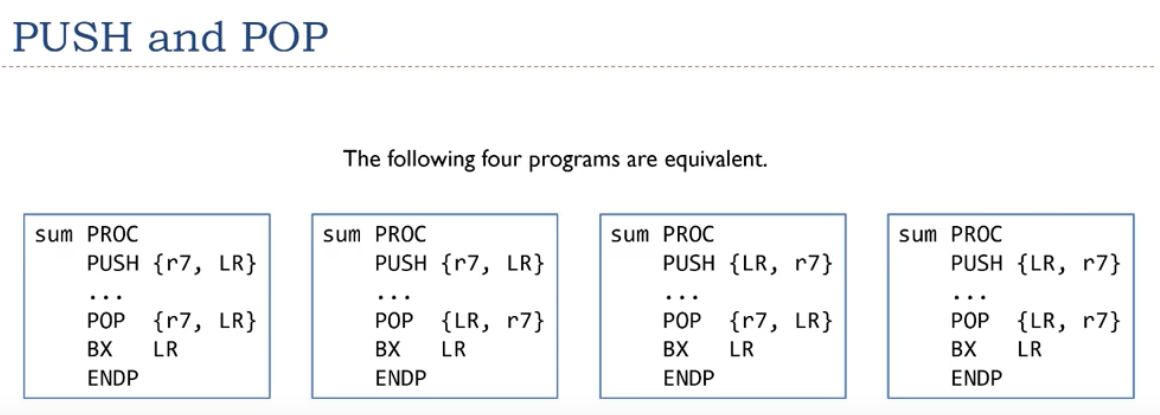 PUSH and POP
The following four programs are equivalent.
sum PROC
PUSH {r7, LR}
...
POP {r7, LR}
BX LR
ENDP
sum PROC
PUSH {r7, LR}
...
POP {LR, r7}
BX LR
ENDP
sum PROC
PUSH {LR, r7}
...
POP {r7, LR}
BX LR
ENDP
sum PROC
PUSH {LR, r7}
...
POP {LR, r7}
BX LR
ENDP